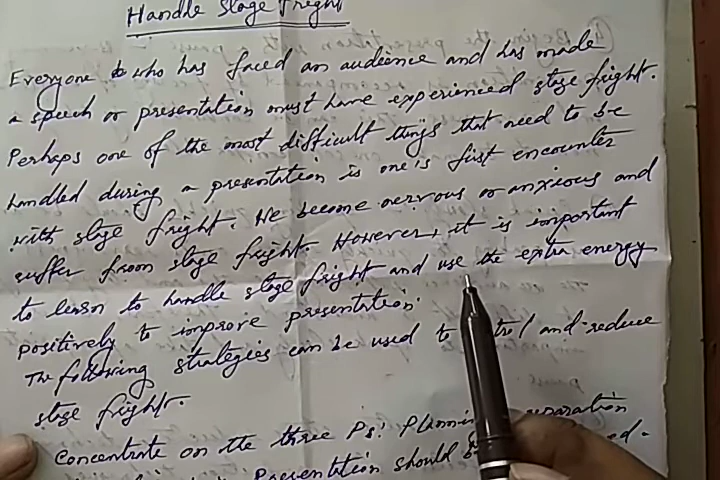 Handle Stage fright
Everyone who has faced an audience and has made
a speech or presentation must have experienced stage fright.
Perhaps one of the most difficult things that need to be
handled during a presentation is one's first encounter
with stage fright. We become nervous or anxious and
suffer from stage fright. However, it is important
to learn to handle stage fright and use the extra energy
positively to improve presentation.
The following strategies can be used to and reduce
stage fright.
Concentrate on the three Ps:
Presentation should